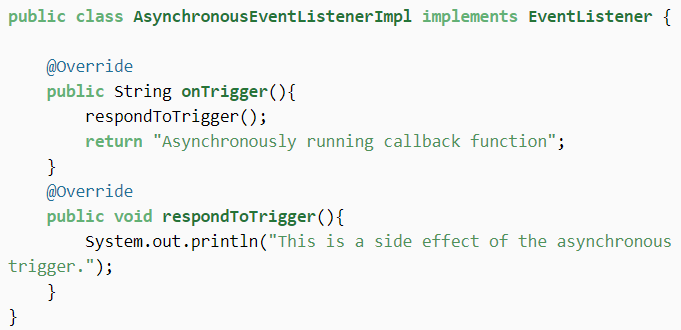 public class AsynchronousEventListenerImpl implements EventListener {
    @Override
    public String onTrigger(){
        respondToTrigger();
        return "Asynchronously running callback function";
    }
    @Override
    public void respondToTrigger(){
        System.out.println("This is a side effect of the asynchronous
trigger.");
    }
}